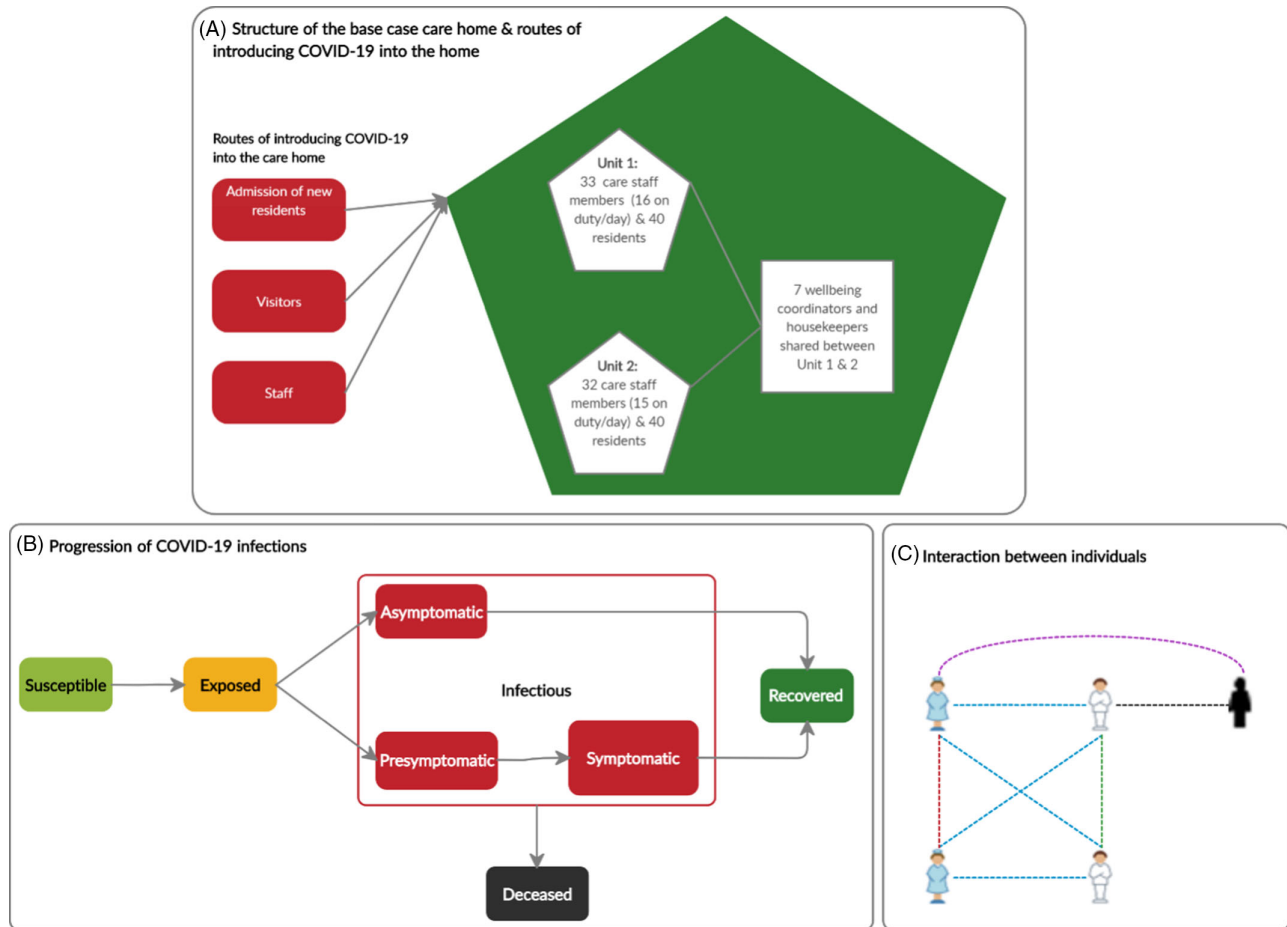 (A) Structure of the base case care home & routes of
introducing COVID-19 into the home
Routes of introducing COVID-19
into the care home
Admission of new
residents
Visitors
Staff
Unit 1:
33 care staff
members (16 on
duty/day) & 40
residents
Unit 2:
32 care staff
members (15 on
duty/day) & 40
residents
7 wellbeing
coordinators and
housekeepers
shared between
Unit 1 & 2
(B) Progression of COVID-19 infections
Susceptible
Exposed
Asymptomatic
Infectious
Presymptomatic
Symptomatic
Recovered
Deceased
(C) Interaction between individuals